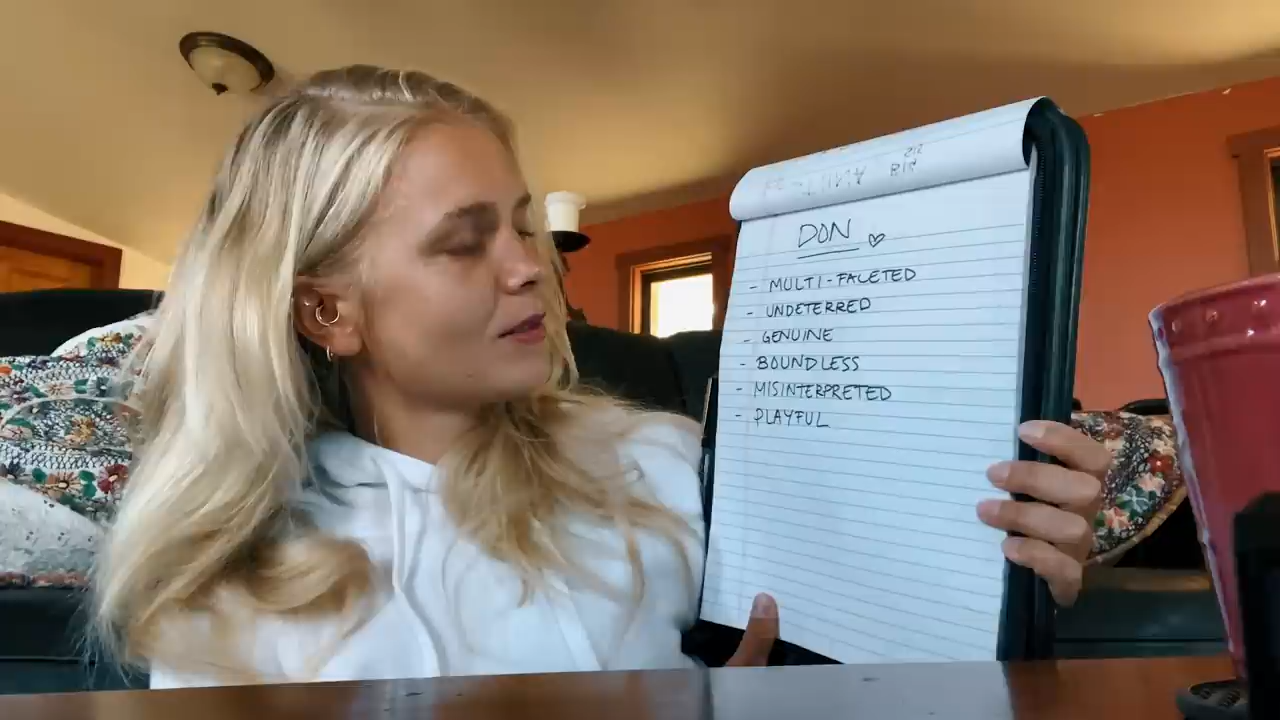 DON ♡
- MULTI-FACETED
- UNDETERRED
- GENUINE
- BOUNDLESS
- MISINTERPRETED
- PLAYFUL